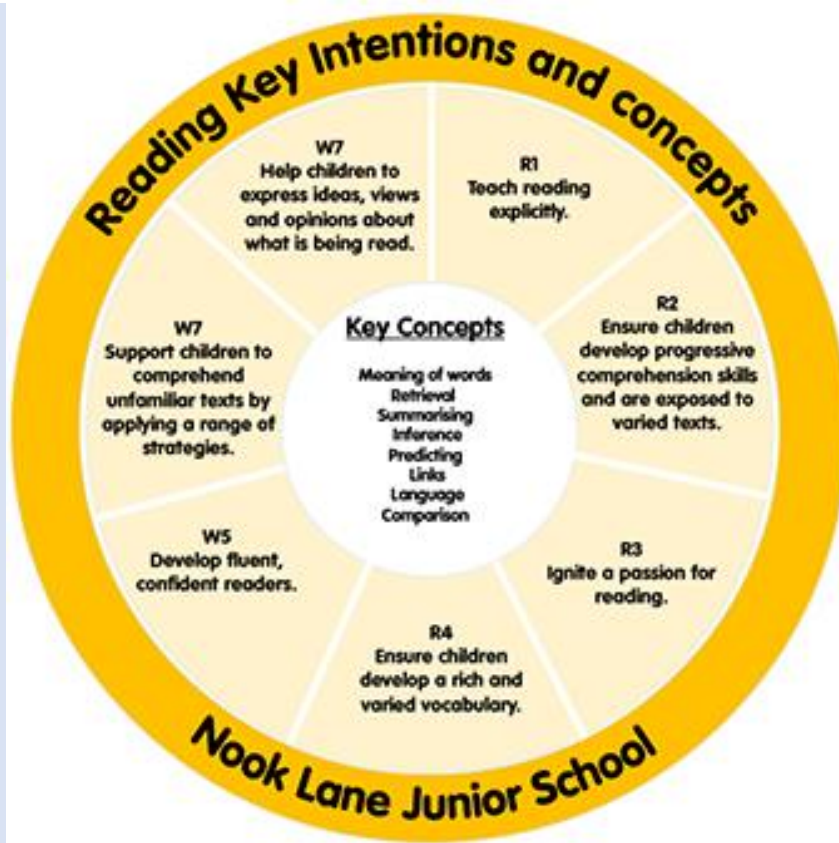 Reading Key Intentions and concepts
R1
Teach reading
explicitly.
R2
Ensure children
develop progressive
comprehension skills
and are exposed to
varied texts.
R3
Ignite a passion for
reading.
R4
Ensure children
develop a rich and
varied vocabulary.
W5
Develop fluent,
confident readers.
W7
Support children to
comprehend
unfamiliar texts by
applying a range of
strategies.
W7
Help children to
express ideas, views
and opinions about
what is being read.
Key Concepts
Meaning of words
Retrieval
Summarising
Inference
Predicting
Links
Language
Comparison
Nook Lane Junior School